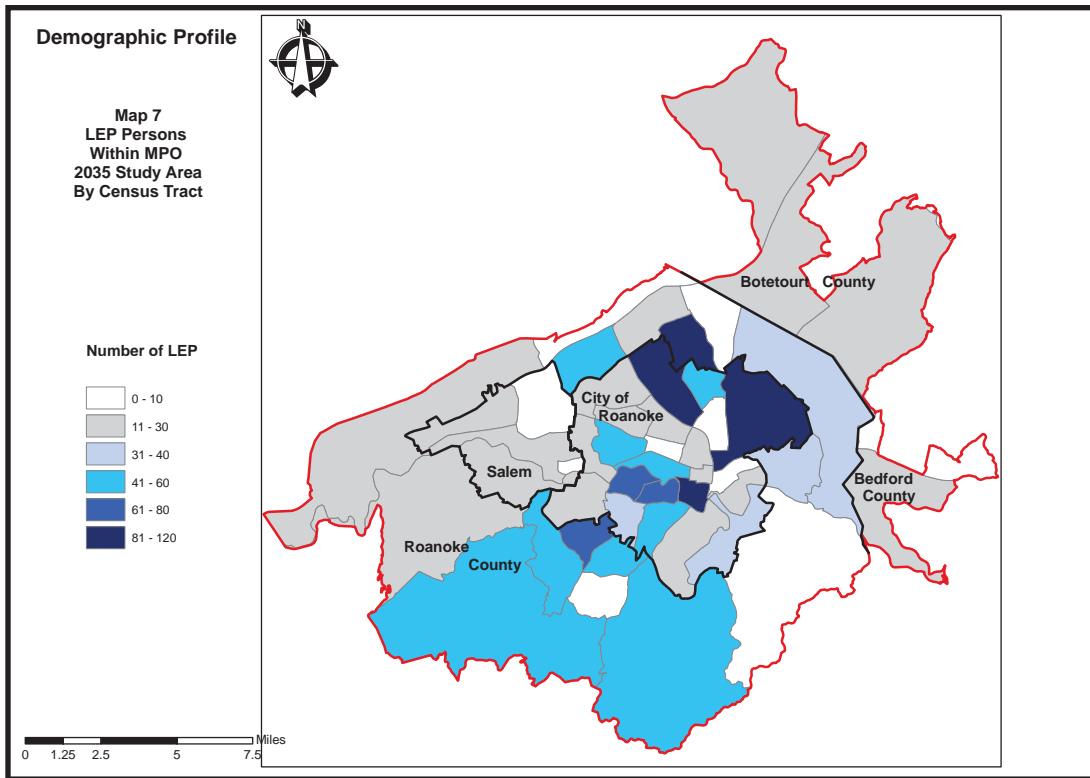 Demographic Profile
Map 7
LEP Persons
Within MPO
2035 Study Area
By Census Tract
N
Number of LEP
0 - 10
11 - 30
31 - 40
41 - 60
61 - 80
81 - 120
Botetourt County
City of
Roanoke
Salem
Bedford
County
Roanoke
County
Miles
0 1.25 2.5 5 7.5